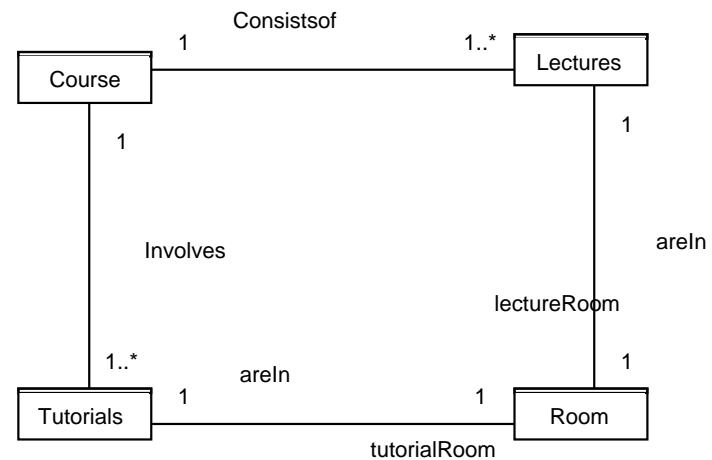 Consistsof
1
1..*
Course
Lectures
1
1
Involves
areIn
lectureRoom
1..*
areIn
1
1
1
Tutorials
Room
tutorialRoom